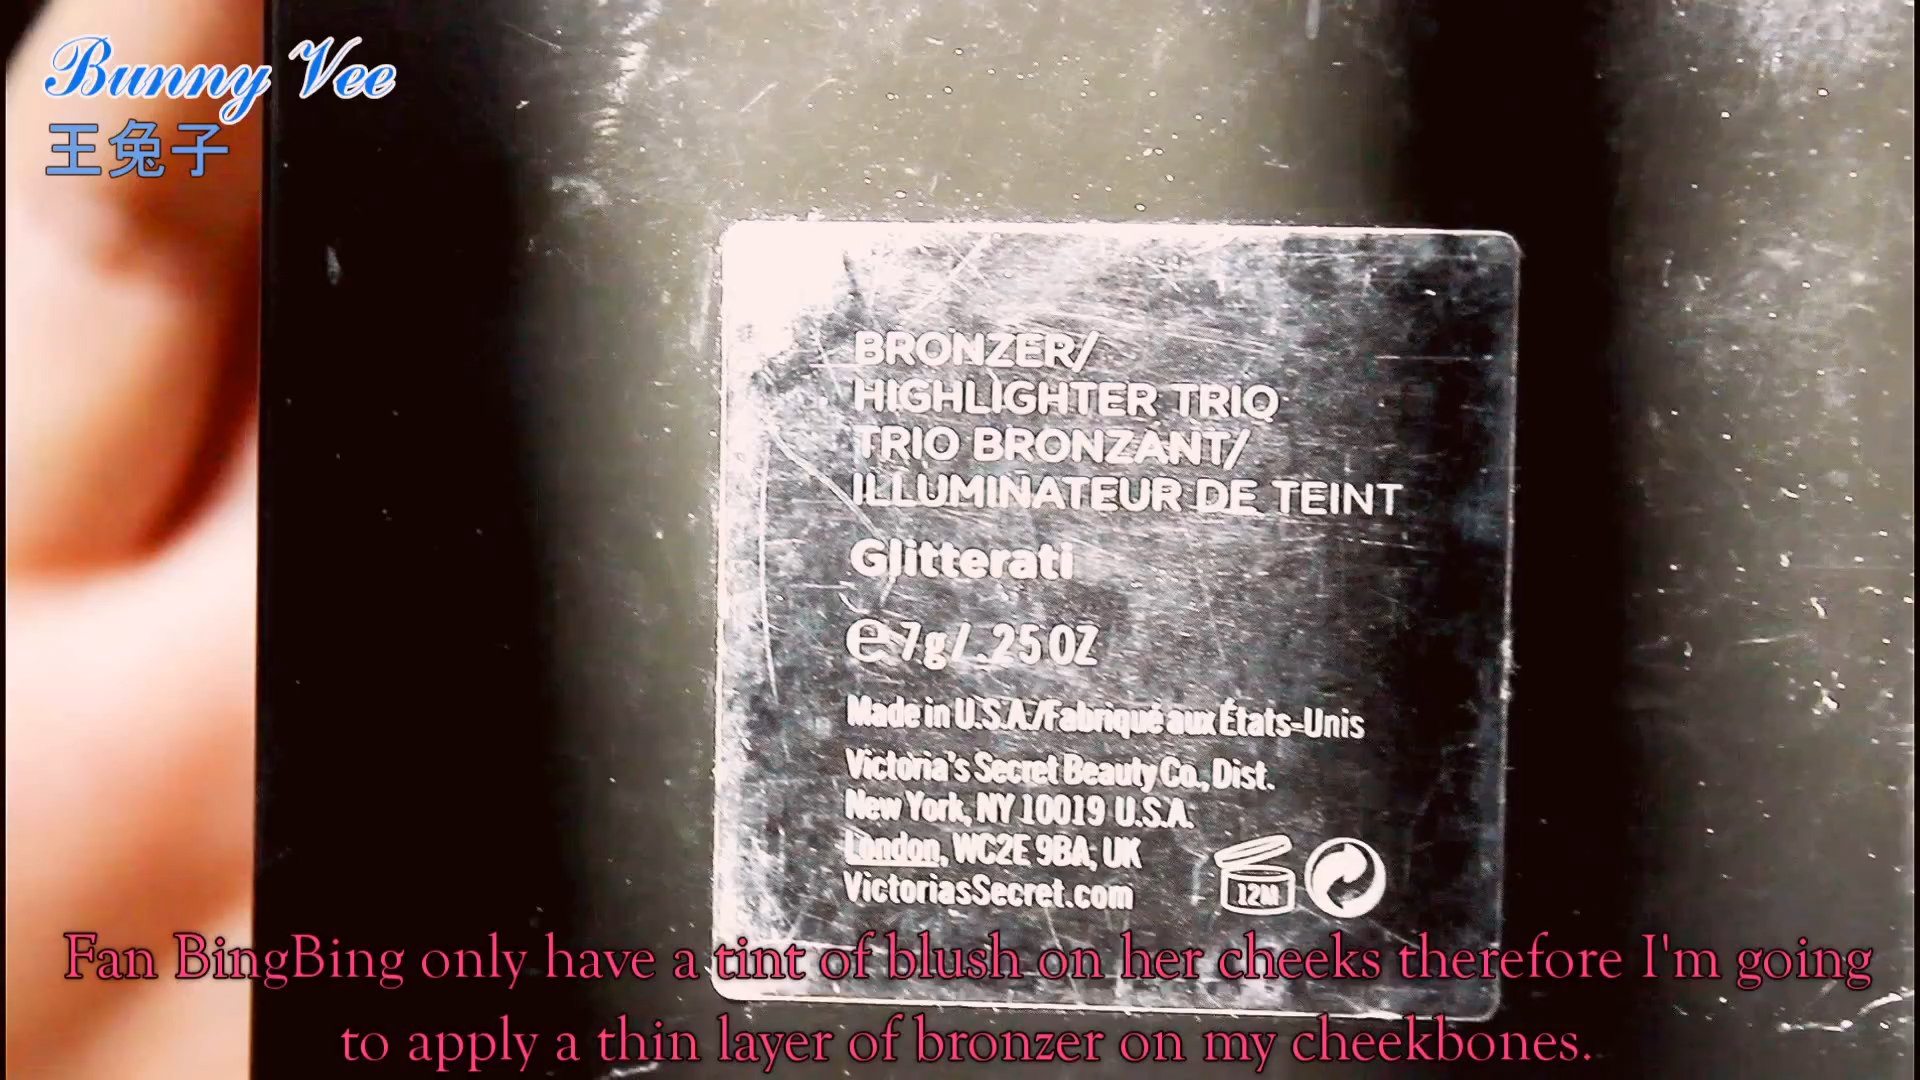 Bunny Vee
王兔子
BRONZER/
HIGHLIGHTER TRIO
TRIO BRONZANT/
ILLUMINATEUR DE TEINT
Glitterati
e 7g/ .25 OZ
Made in U.S.A./Fabriqué aux États-Unis
Victoria's Secret Beauty Co., Dist.
New York, NY 10019 U.S.A.
London, WC2E 9BA, UK
VictoriasSecret.com
12M
Fan BingBing only have a tint of blush on her cheeks therefore I'm going
to apply a thin layer of bronzer on my cheekbones.